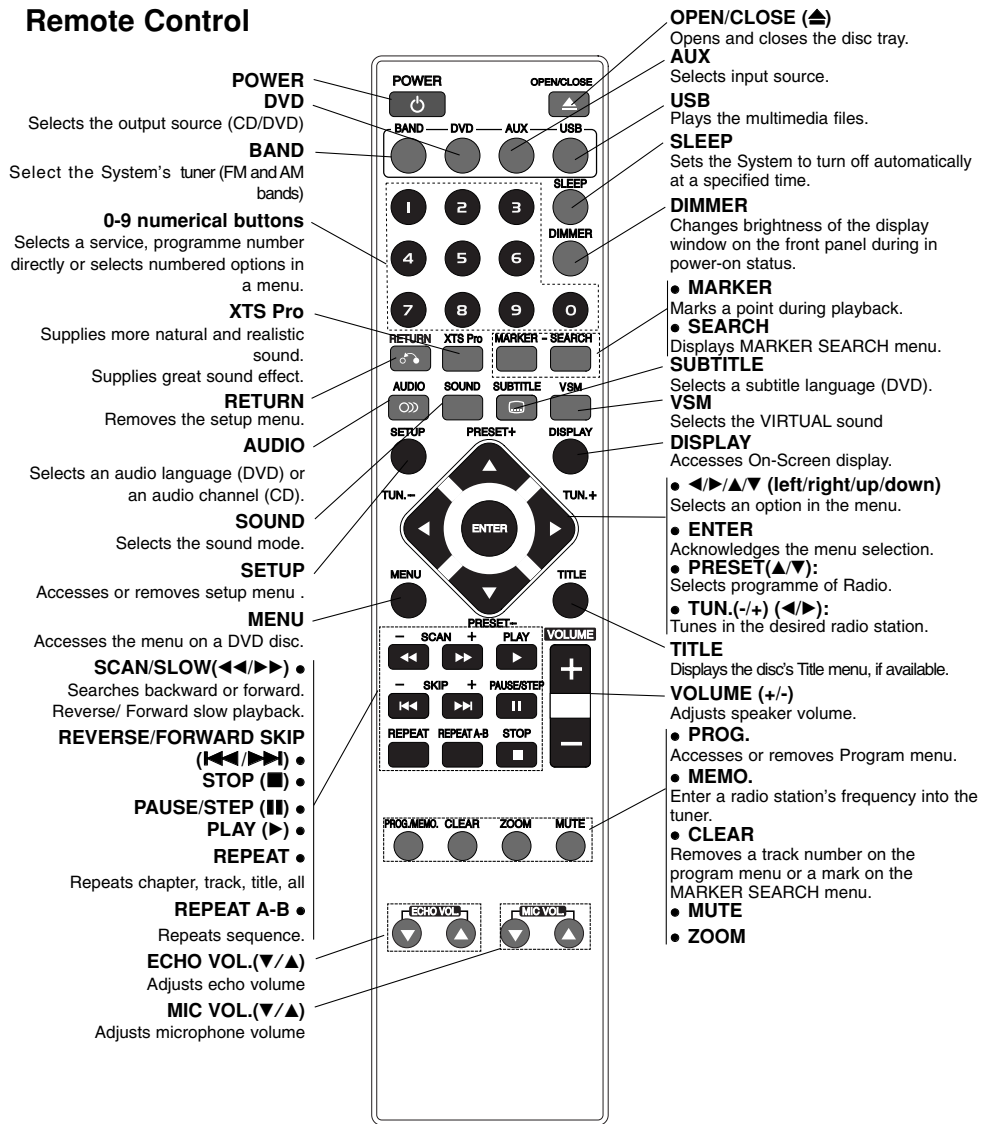 Remote Control
POWER
DVD
Selects the output source (CD/DVD)
BAND
Select the System's tuner (FM and AM
bands)
0-9 numerical buttons
Selects a service, programme number
directly or selects numbered options in
a menu.
XTS Pro
Supplies more natural and realistic
sound.
Supplies great sound effect.
RETURN
Removes the setup menu.
AUDIO
Selects an audio language (DVD) or
an audio channel (CD).
SOUND
Selects the sound mode.
SETUP
Accesses or removes setup menu .
MENU
Accesses the menu on a DVD disc.
SCAN/SLOW(◀◀/▶▶) ●
Searches backward or forward.
Reverse/ Forward slow playback.
REVERSE/FORWARD SKIP
(I◀◀/▶▶I) ●
STOP (■) ●
PAUSE/STEP (II) ●
PLAY (▶) ●
REPEAT ●
Repeats chapter, track, title, all
REPEAT A-B ●
Repeats sequence.
ECHO VOL.(▼/▲)
Adjusts echo volume
MIC VOL.(▼/▲)
Adjusts microphone volume
POWER OPEN/CLOSE
BAND DVD AUX USB
SLEEP
1 2 3
DIMMER
4 5 6
7 8 9 0
RETURN XTS Pro MARKER - SEARCH
AUDIO SOUND SUBTITLE VSM
SETUP PRESET+ DISPLAY
TUN.- TUN.+
ENTER
MENU TITLE
PRESET-
- SCAN + PLAY VOLUME
+
- SKIP + PAUSE/STEP
REPEAT REPEAT A-B STOP
-
PROG./MEMO. CLEAR ZOOM MUTE
ECHO VOL. MIC VOL.
OPEN/CLOSE (⏏)
Opens and closes the disc tray.
AUX
Selects input source.
USB
Plays the multimedia files.
SLEEP
Sets the System to turn off automatically
at a specified time.
DIMMER
Changes brightness of the display
window on the front panel during in
power-on status.
● MARKER
Marks a point during playback.
● SEARCH
Displays MARKER SEARCH menu.
SUBTITLE
Selects a subtitle language (DVD).
VSM
Selects the VIRTUAL sound
DISPLAY
Accesses On-Screen display.
● ◀/▶/▲/▼ (left/right/up/down)
Selects an option in the menu.
● ENTER
Acknowledges the menu selection.
● PRESET(▲/▼):
Selects programme of Radio.
● TUN.(-/+) (◀/▶):
Tunes in the desired radio station.
TITLE
Displays the disc's Title menu, if available.
VOLUME (+/-)
Adjusts speaker volume.
● PROG.
Accesses or removes Program menu.
● MEMO.
Enter a radio station's frequency into the
tuner.
● CLEAR
Removes a track number on the
program menu or a mark on the
MARKER SEARCH menu.
● MUTE
● ZOOM